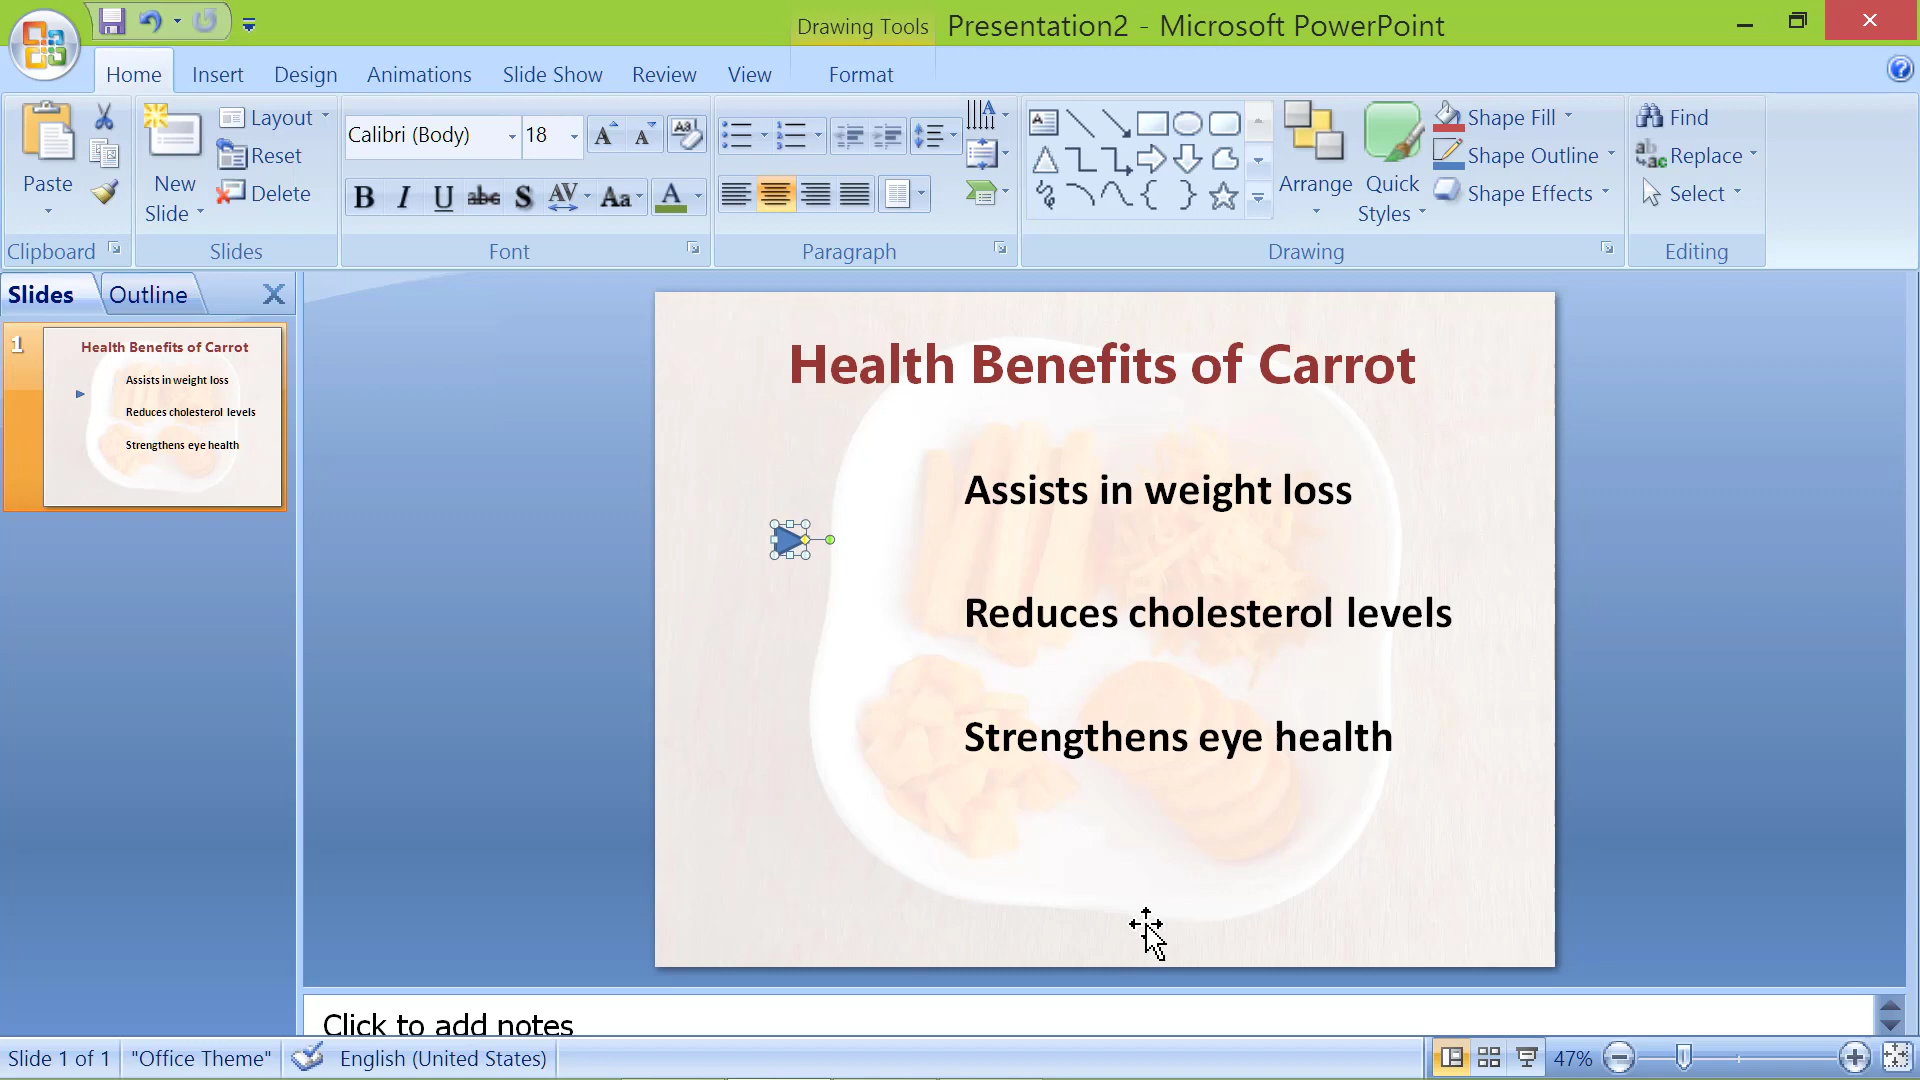 Drawing Tools
Presentation2 - Microsoft PowerPoint
Home
Insert
Design
Animations
Slide Show
Review
View
Format
Paste
New Slide
Layout
Reset
Delete
Calibri (Body)
18
B I U abc S AV Aa A
Arrange
Quick Styles
Shape Fill
Shape Outline
Shape Effects
Find
Replace
Select
Clipboard
Slides
Font
Paragraph
Drawing
Editing
Slides
Outline
1
Health Benefits of Carrot
Assists in weight loss
Reduces cholesterol levels
Strengthens eye health
Health Benefits of Carrot
Assists in weight loss
Reduces cholesterol levels
Strengthens eye health
Click to add notes
Slide 1 of 1
"Office Theme"
English (United States)
47%